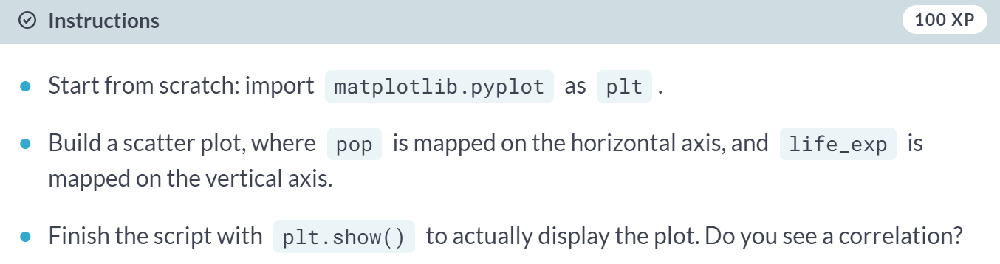 Instructions 100 XP
Start from scratch: import matplotlib.pyplot as plt .
Build a scatter plot, where pop is mapped on the horizontal axis, and life_exp is
mapped on the vertical axis.
Finish the script with plt.show() to actually display the plot. Do you see a correlation?